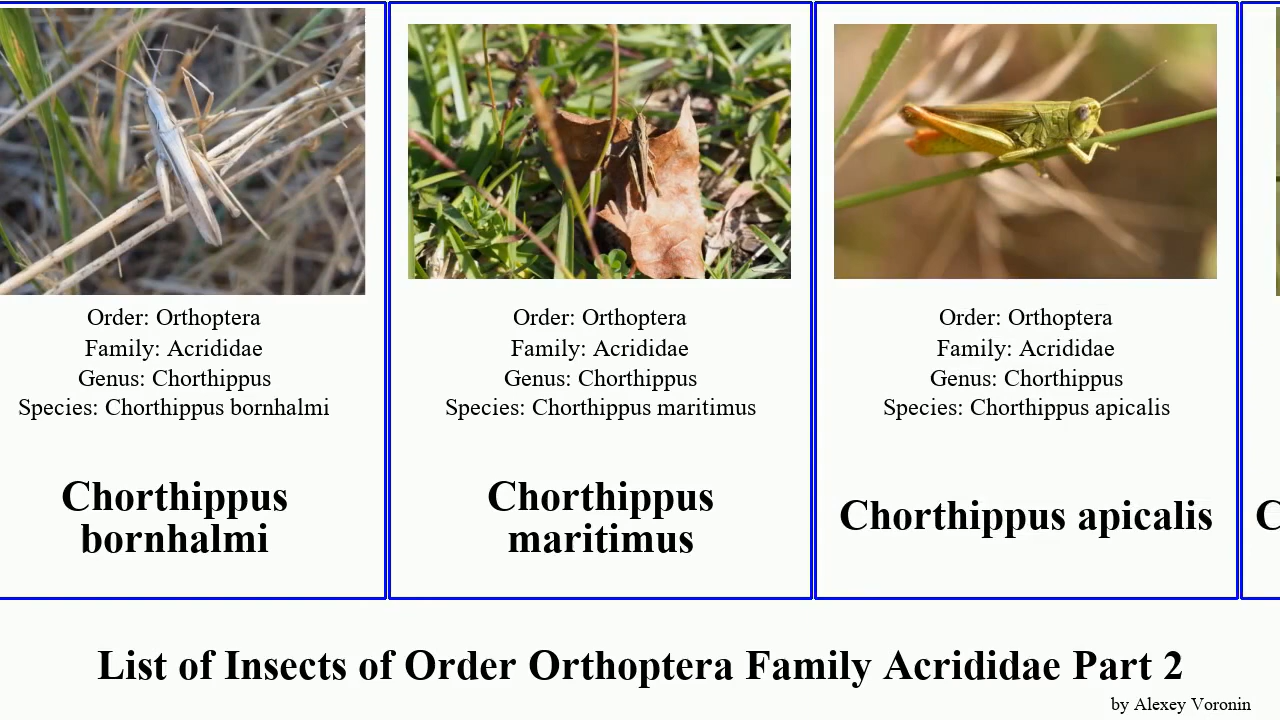 Order: Orthoptera
Family: Acrididae
Genus: Chorthippus
Species: Chorthippus bornhalmi
Chorthippus
bornhalmi
Order: Orthoptera
Family: Acrididae
Genus: Chorthippus
Species: Chorthippus maritimus
Chorthippus
maritimus
Order: Orthoptera
Family: Acrididae
Genus: Chorthippus
Species: Chorthippus apicalis
Chorthippus apicalis
C
List of Insects of Order Orthoptera Family Acrididae Part 2
by Alexey Voronin